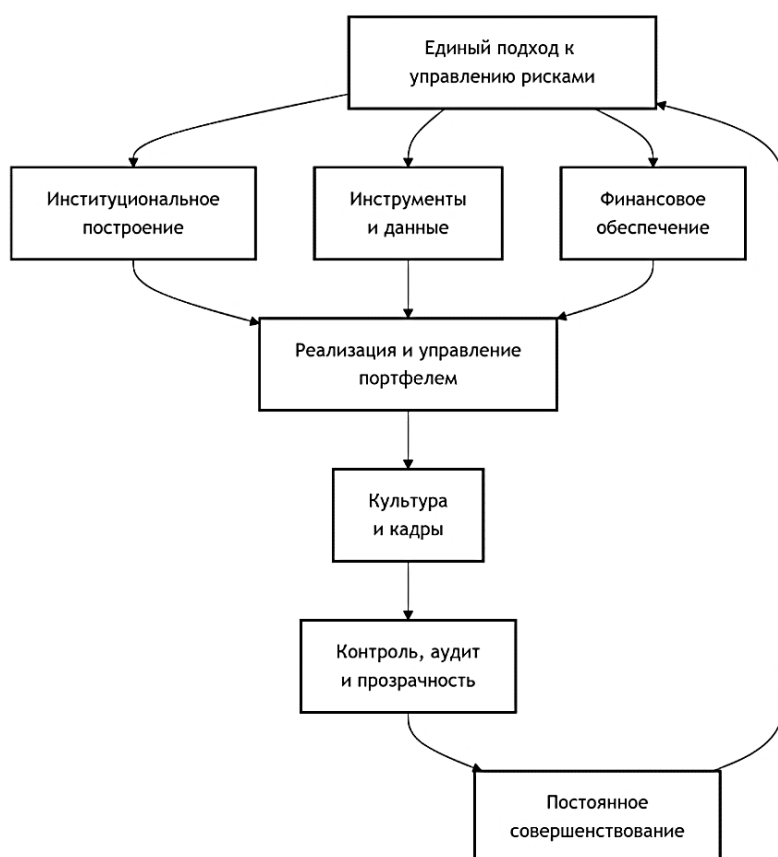 Единый подход к
управлению рисками
Институциональное
построение
Инструменты
и данные
Финансовое
обеспечение
Реализация и управление
портфелем
Культура
и кадры
Контроль, аудит
и прозрачность
Постоянное
совершенствование